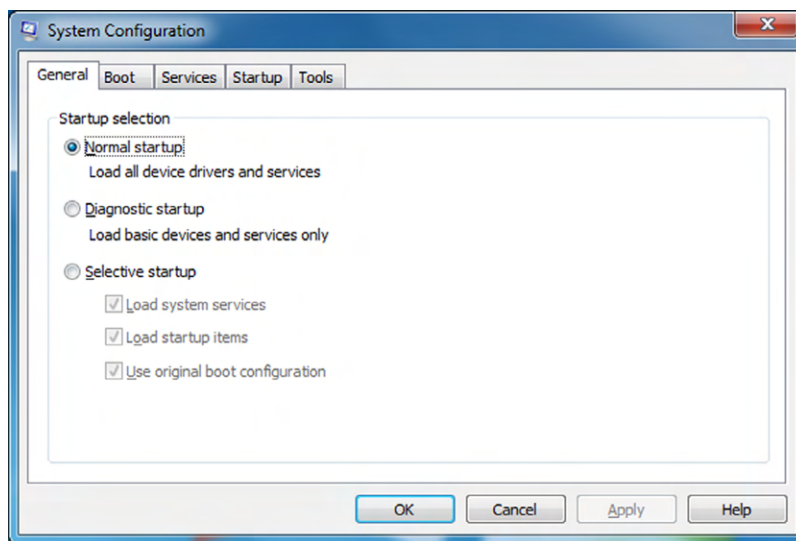 System Configuration
General Boot Services Startup Tools
Startup selection
Normal startup
Load all device drivers and services
Diagnostic startup
Load basic devices and services only
Selective startup
Load system services
Load startup items
Use original boot configuration
OK Cancel Apply Help